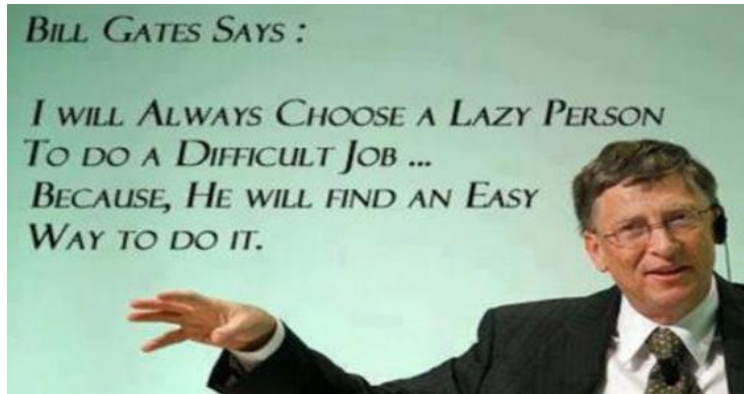 Bill Gates Says :
I will Always Choose a Lazy Person
To do a Difficult Job ...
Because, He will find an Easy
Way to do it.